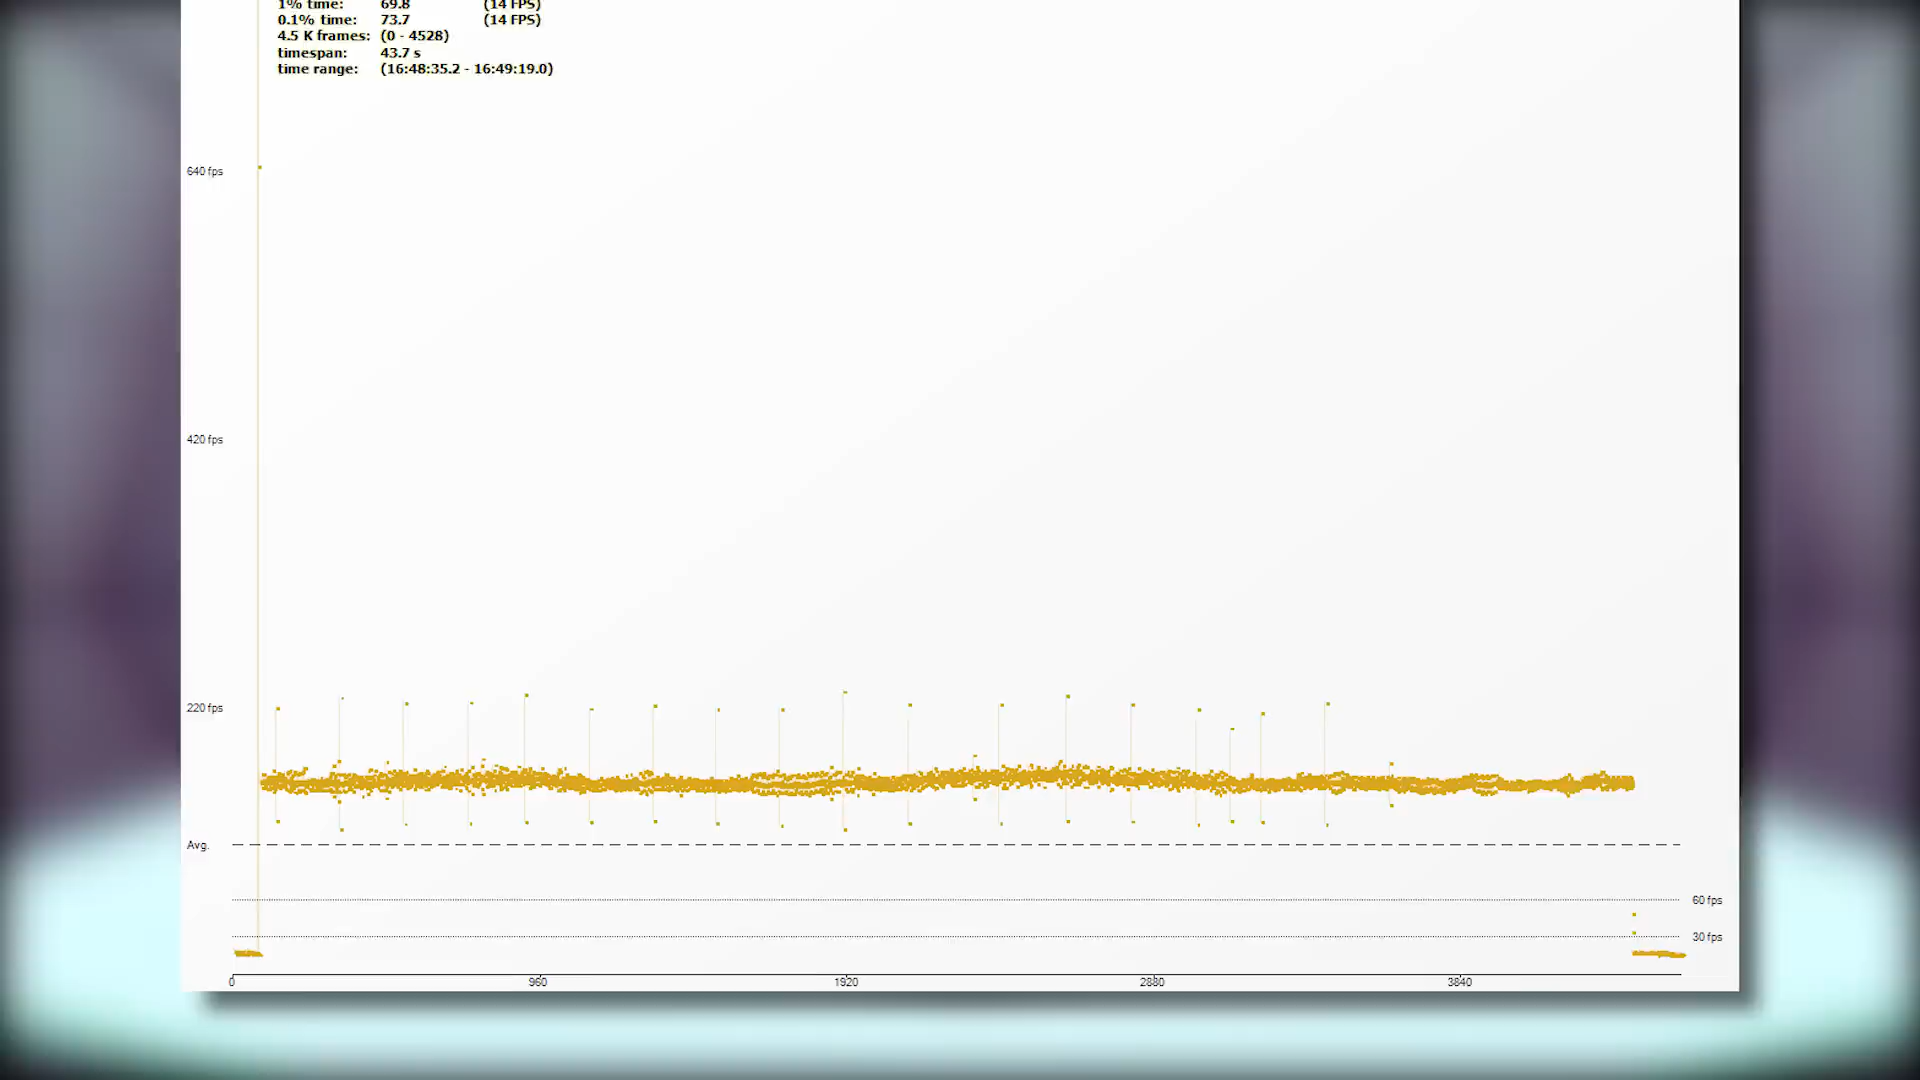 1% time: 69.8 (14 FPS)
0.1% time: 73.7 (14 FPS)
4.5 K frames: (0 - 4528)
timespan: 43.7 s
time range: (16:48:35.2 - 16:49:19.0)
640 fps
420 fps
220 fps
Avg.
60 fps
30 fps
0 960 1920 2880 3840